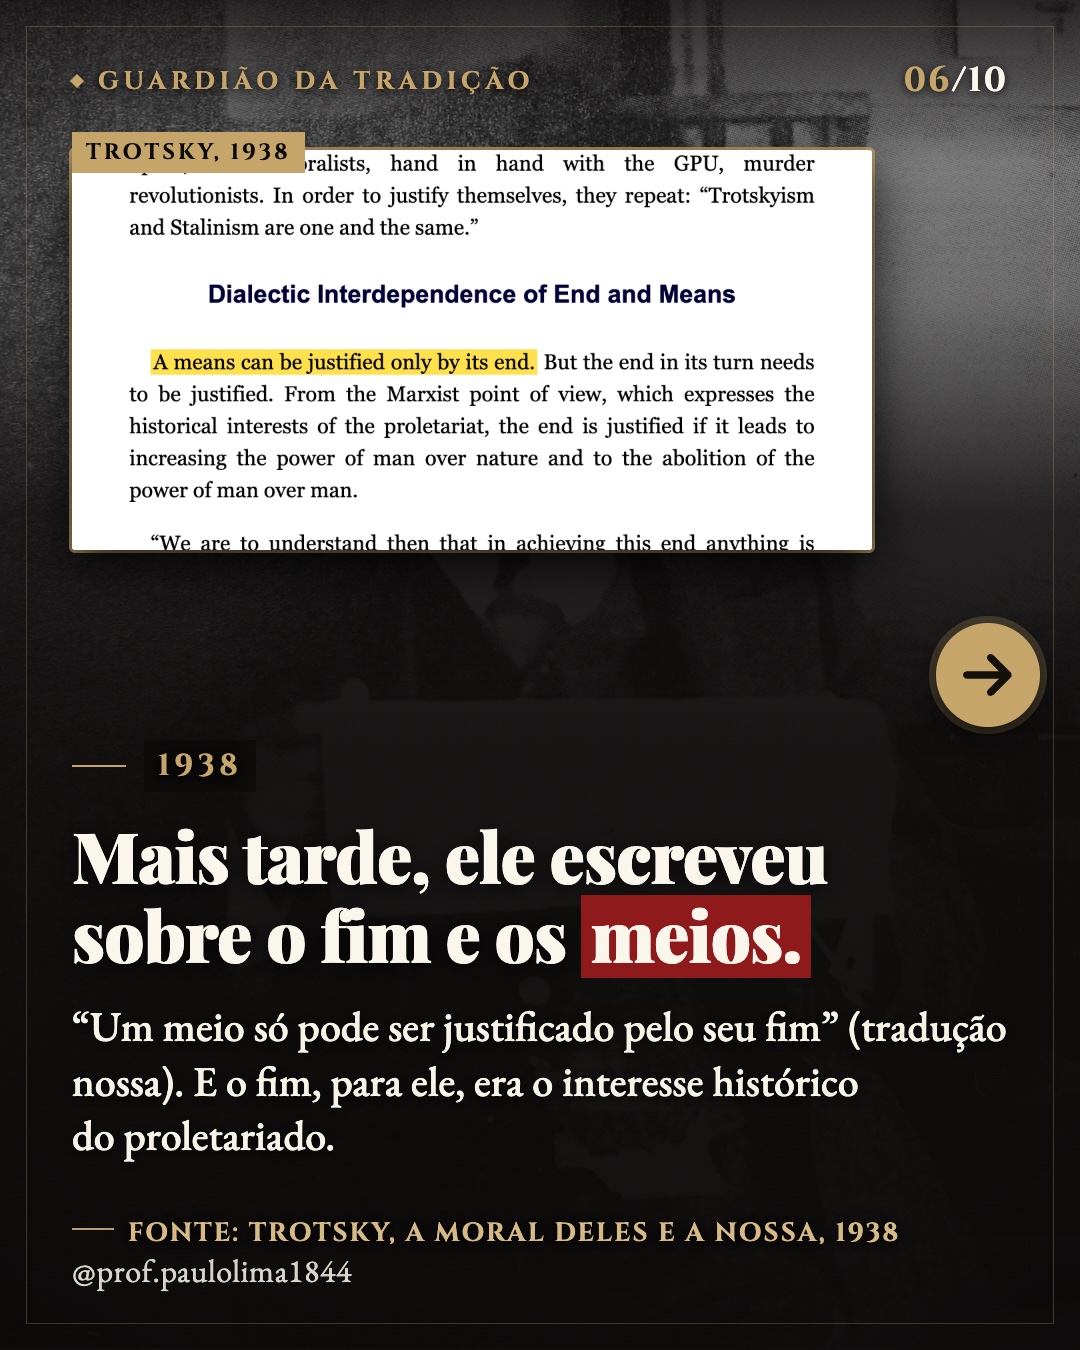 GUARDIÃO DA TRADIÇÃO
06/10
TROTSKY, 1938
hand in hand with the GPU, murder
revolutionists. In order to justify themselves, they repeat: “Trotskyism
and Stalinism are one and the same.”
Dialectic Interdependence of End and Means
A means can be justified only by its end. But the end in its turn needs
to be justified. From the Marxist point of view, which expresses the
historical interests of the proletariat, the end is justified if it leads to
increasing the power of man over nature and to the abolition of the
power of man over man.
“We are to understand then that in achieving this end anything is
1938
Mais tarde, ele escreveu
sobre o fim e os meios.
“Um meio só pode ser justificado pelo seu fim” (tradução
nossa). E o fim, para ele, era o interesse histórico
do proletariado.
FONTE: TROTSKY, A MORAL DELES E A NOSSA, 1938
@prof.paulolima1844